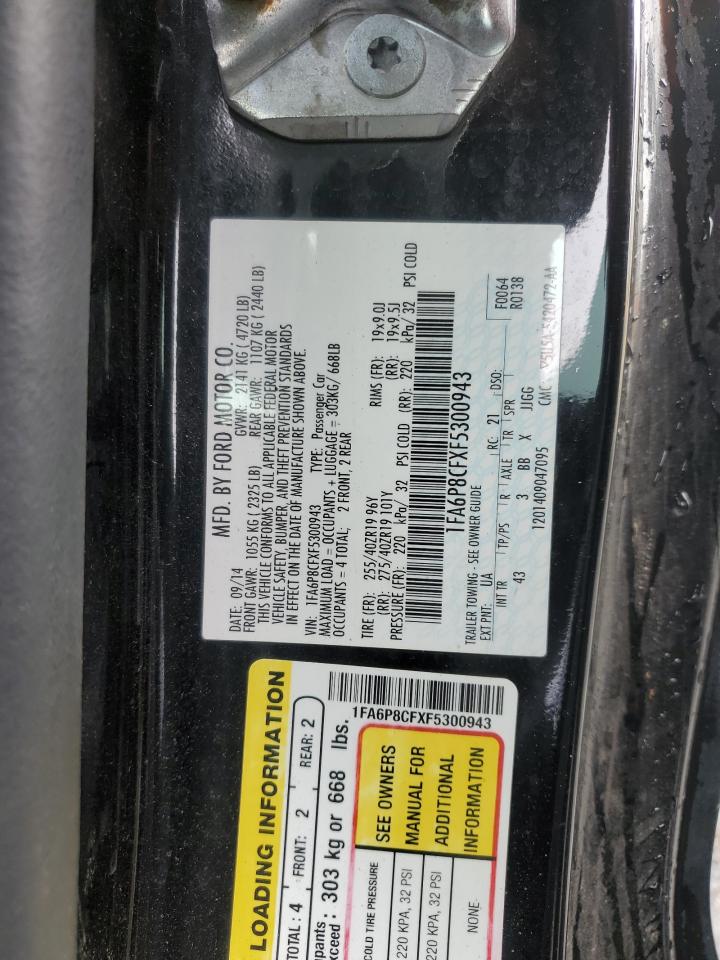 MFD. BY FORD MOTOR CO.
DATE: 09/14 GVWR: 2141 KG ( 4720 LB)
FRONT GAWR: 1055 KG ( 2325 LB) REAR GAWR: 1107 KG ( 2440 LB)
THIS VEHICLE CONFORMS TO ALL APPLICABLE FEDERAL MOTOR
VEHICLE SAFETY, BUMPER, AND THEFT PREVENTION STANDARDS
IN EFFECT ON THE DATE OF MANUFACTURE SHOWN ABOVE.
VIN: 1FA6P8CFXF5300943 TYPE: Passenger Car
MAXIMUM LOAD = OCCUPANTS + LUGGAGE = 303KG/ 668LB
OCCUPANTS = 4 TOTAL; 2 FRONT, 2 REAR
TIRE (FR): 255/40ZR19 96Y RIMS (FR): 19x9.0J
(RR): 275/40ZR19 101Y (RR): 19x9.5J
PRESSURE (FR): 220 kPa/ 32 PSI COLD (RR): 220 kPa/ 32 PSI COLD
1FA6P8CFXF5300943
TRAILER TOWING - SEE OWNER GUIDE
EXT PNT: UA RC: 21 DSO: F0064
INT TR TP/PS R AXLE TR SPR R0138
43 3 BB X JJGG
1201409047095 CMC
LOADING INFORMATION
TOTAL : 4 FRONT: 2 REAR: 2
pants
xceed : 303 kg or 668 lbs.
1FA6P8CFXF5300943
COLD TIRE PRESSURE
220 KPA, 32 PSI
220 KPA, 32 PSI
NONE
SEE OWNERS
MANUAL FOR
ADDITIONAL
INFORMATION